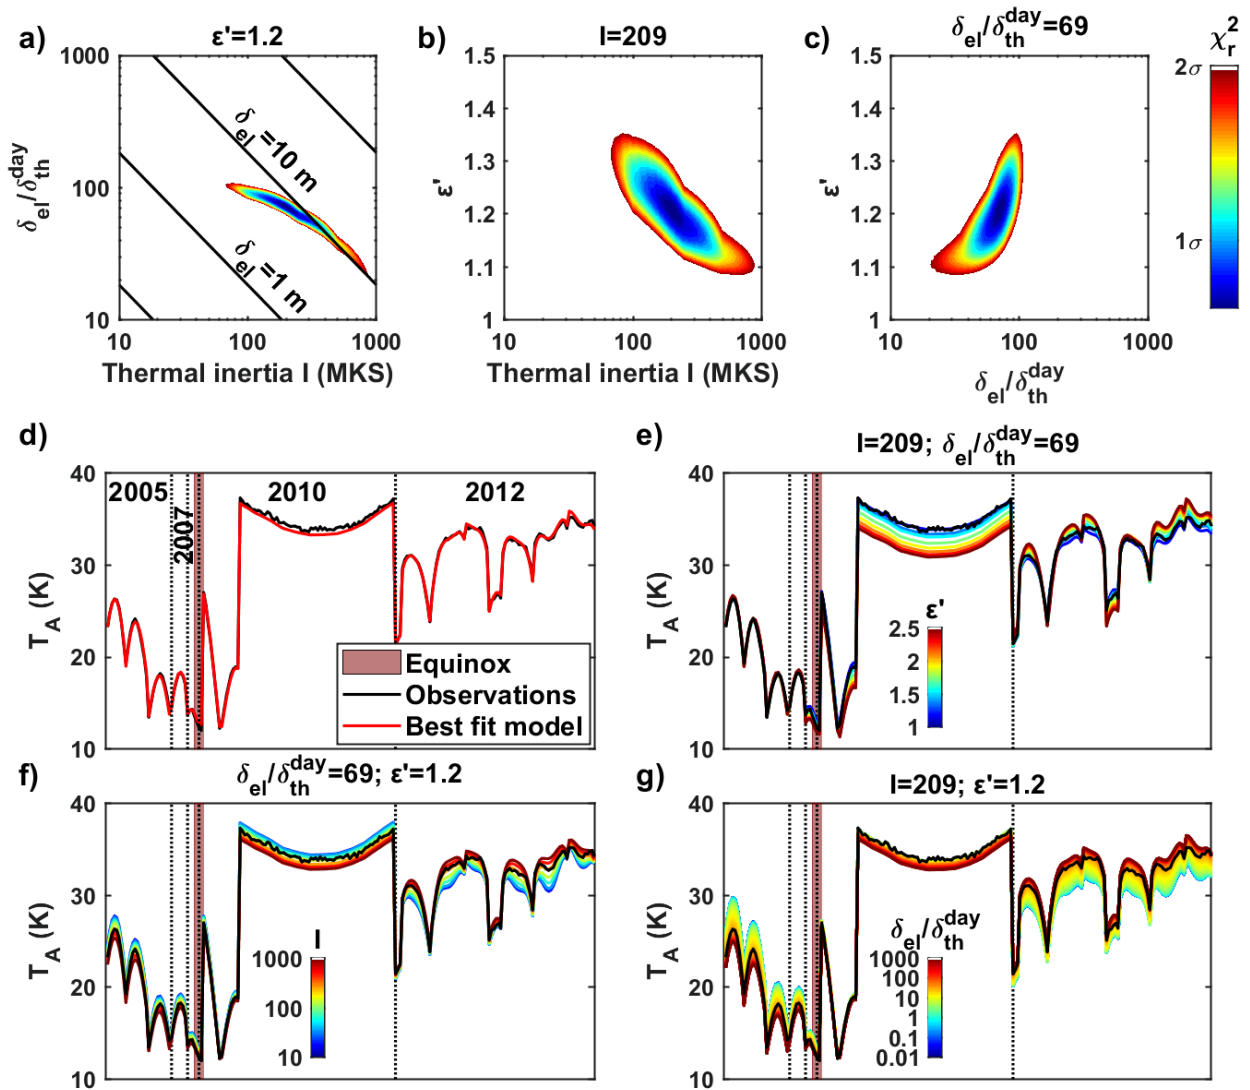 a)
ε'=1.2
δel/δth^day
1000
100
10
δel=10 m
δel=1 m
10
100
1000
Thermal inertia I (MKS)
b)
I=209
ε'
1.5
1.4
1.3
1.2
1.1
1
10
100
1000
Thermal inertia I (MKS)
c)
δel/δth^day=69
ε'
1.5
1.4
1.3
1.2
1.1
1
10
100
1000
δel/δth^day
χr^2
2σ
1σ
d)
TA (K)
40
30
20
10
2005
2007
2010
2012
Equinox
Observations
Best fit model
e)
I=209; δel/δth^day=69
TA (K)
40
30
20
10
ε'
2.5
2
1.5
1
f)
δel/δth^day=69; ε'=1.2
TA (K)
40
30
20
10
I
1000
100
10
g)
I=209; ε'=1.2
TA (K)
40
30
20
10
δel/δth^day
1000
100
10
1
0.1
0.01